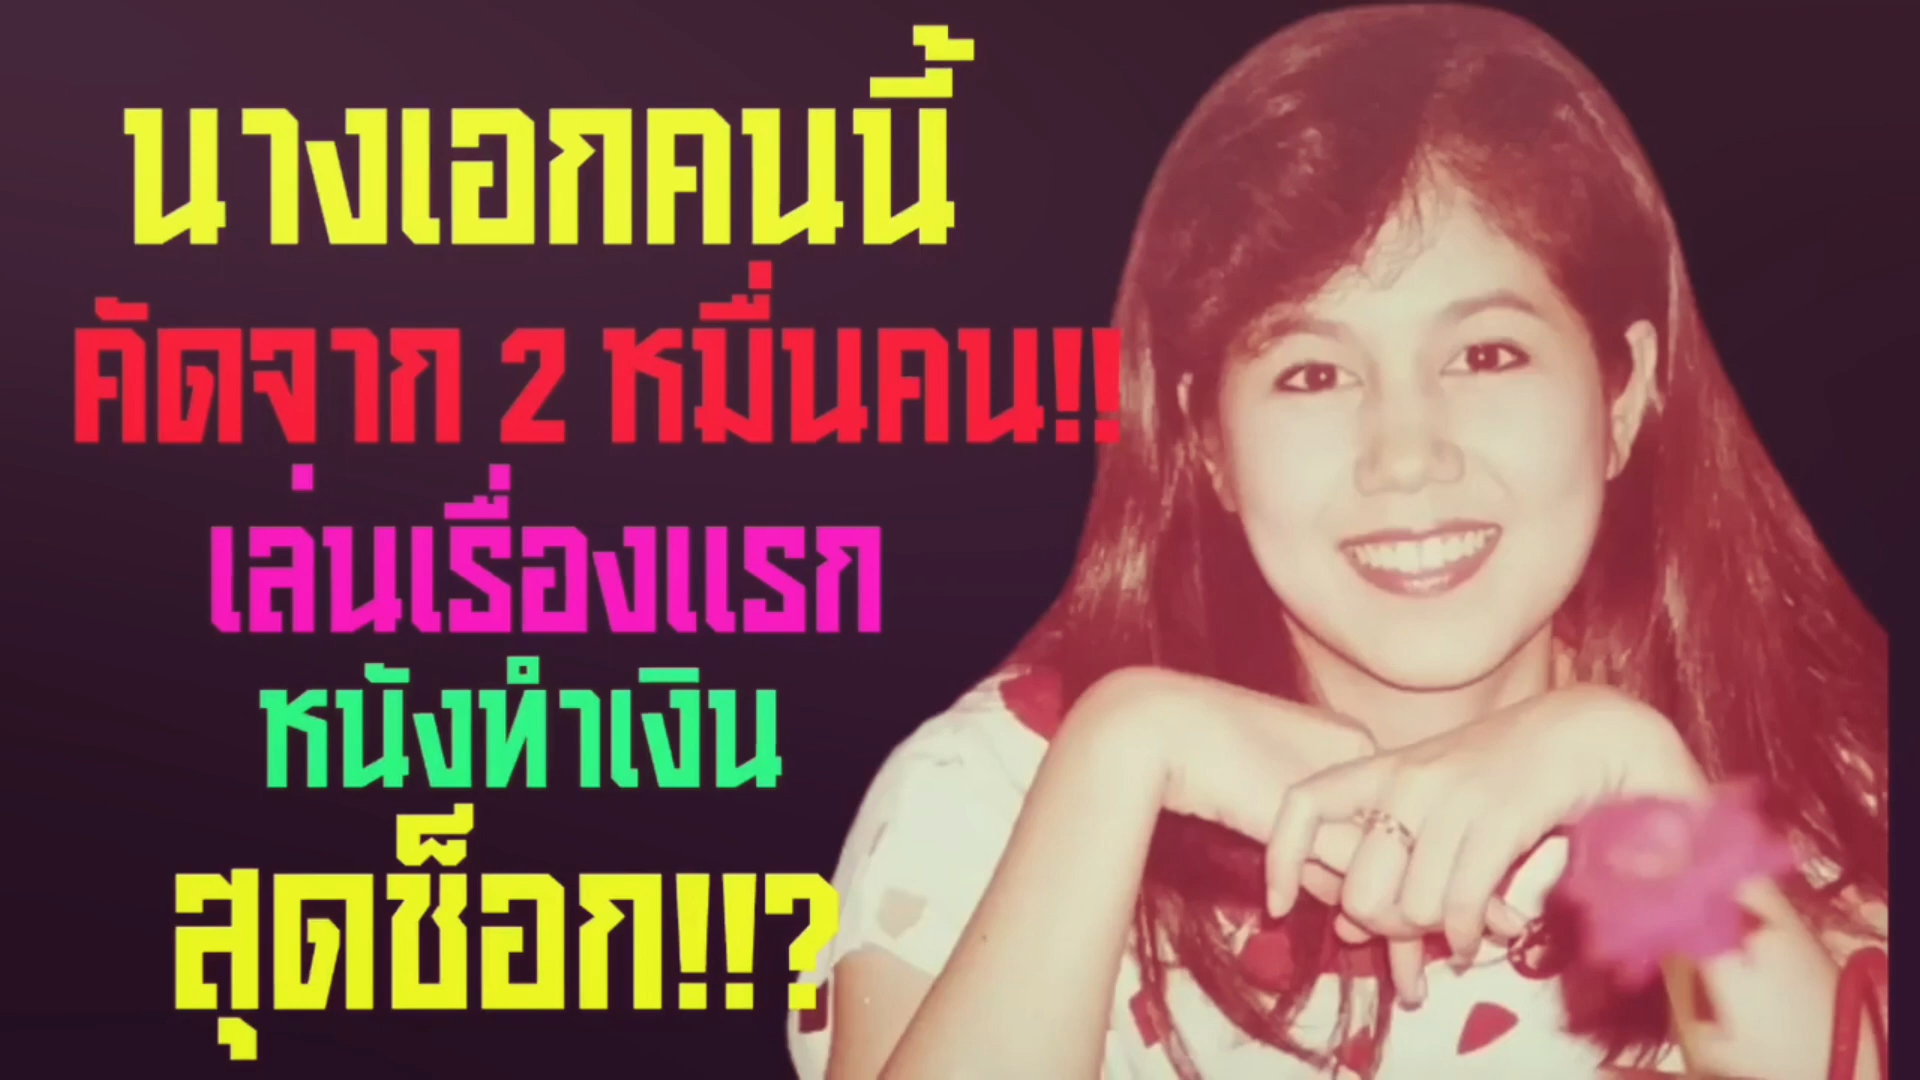 นางเอกคนนี้
คัดจาก 2 หมื่นคน!!
เล่นเรื่องแรก
หนังทำเงิน
สุดช็อก!!?